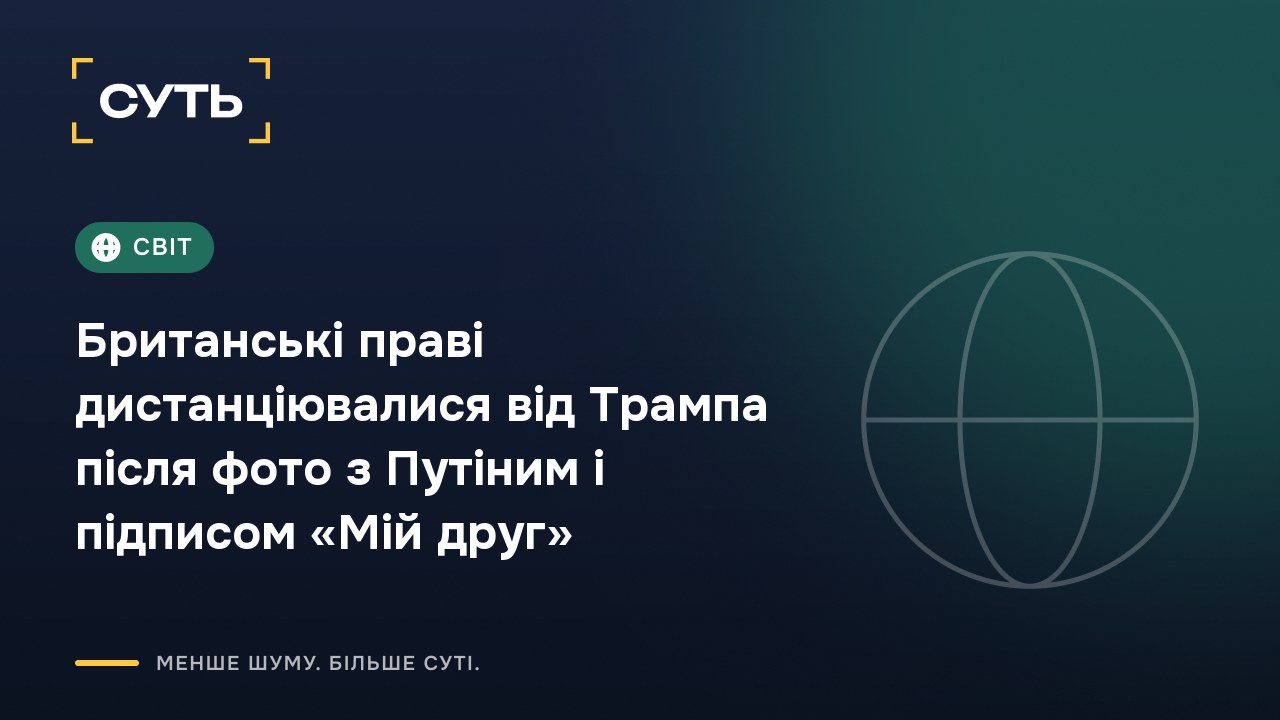 СУТЬ
СВІТ
Британські праві
дистанціювалися від Трампа
після фото з Путіним і
підписом «Мій друг»
МЕНШЕ ШУМУ. БІЛЬШЕ СУТІ.